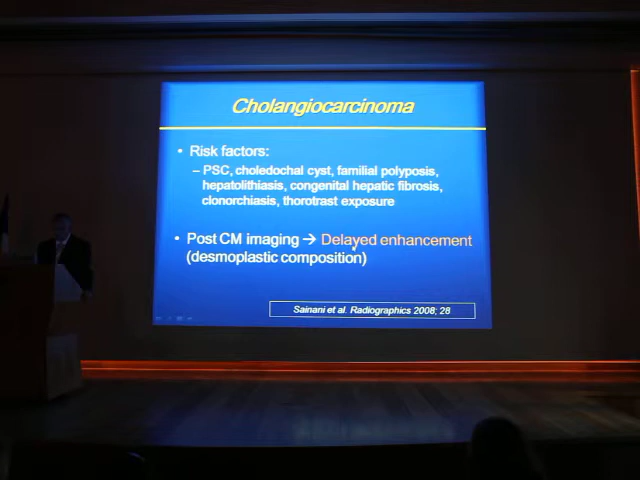 Cholangiocarcinoma
• Risk factors:
– PSC, choledochal cyst, familial polyposis,
hepatolithiasis, congenital hepatic fibrosis,
clonorchiasis, thorotrast exposure
• Post CM imaging → Delayed enhancement
(desmoplastic composition)
Sainani et al. Radiographics 2008; 28